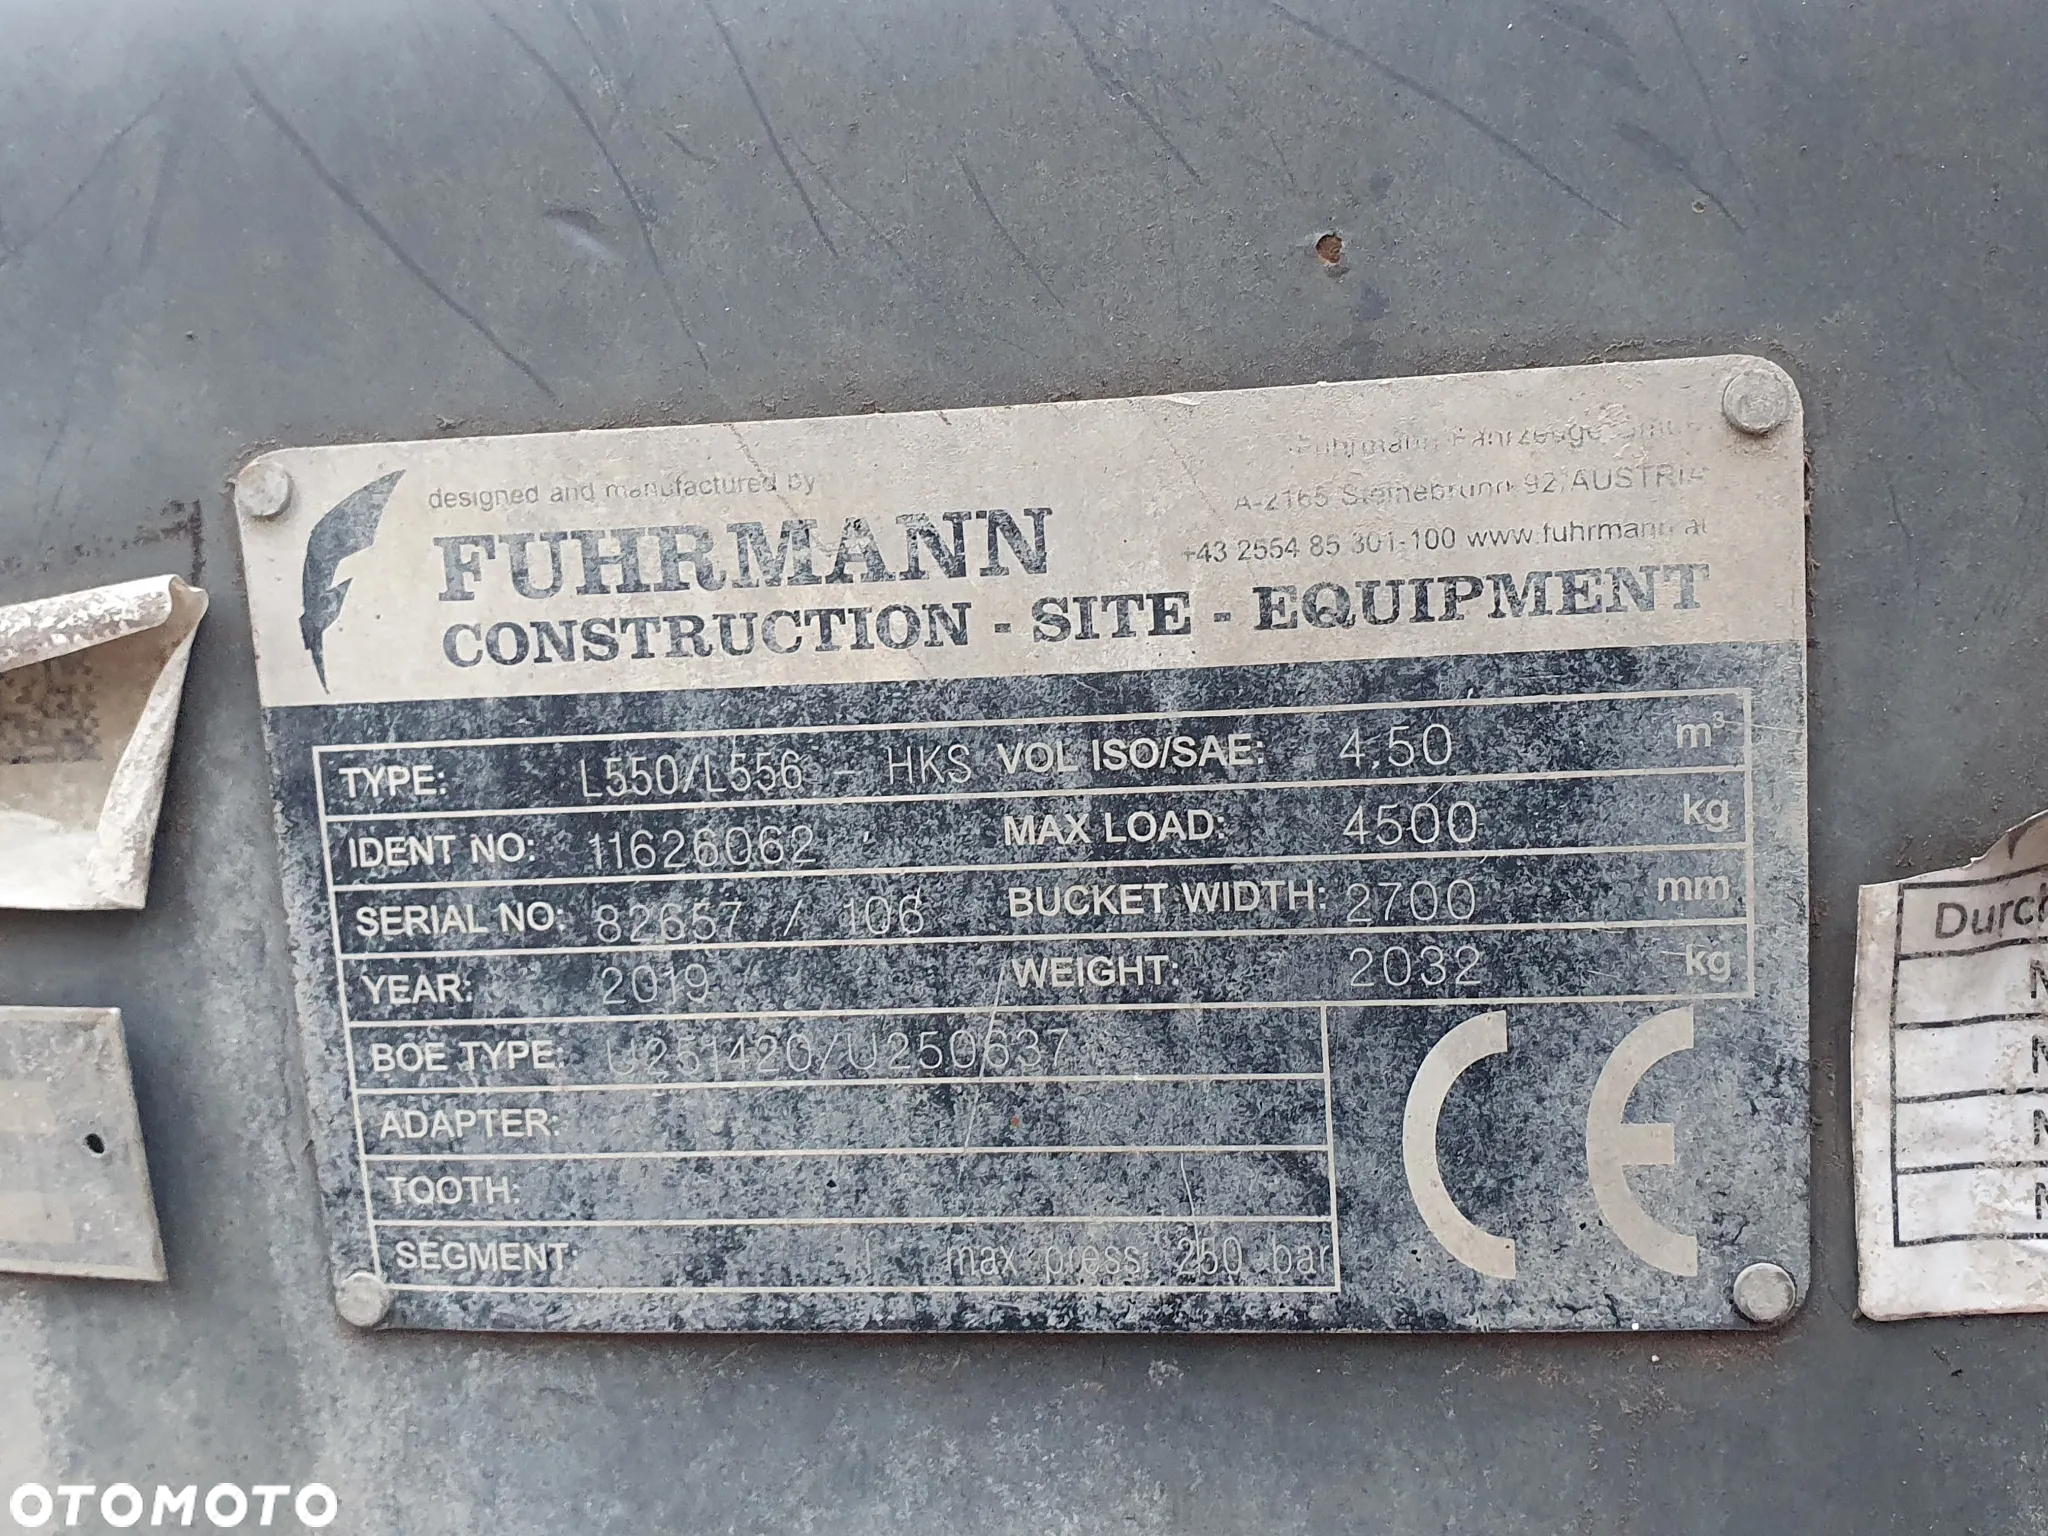 designed and manufactured by
FUHRMANN
CONSTRUCTION - SITE - EQUIPMENT
Fuhrmann Fahrzeuge GmbH
A-2165 Steinebrunn 92/AUSTRIA
+43 2554 85 301-100 www.fuhrmann.at
TYPE: L550/L556 - HKS VOL ISO/SAE: 4,50 m³
IDENT NO: 11626062 MAX LOAD: 4500 kg
SERIAL NO: 82657 / 106 BUCKET WIDTH: 2700 mm
YEAR: 2019 WEIGHT: 2032 kg
BOE TYPE: U251420/U250637
ADAPTER:
TOOTH:
SEGMENT: / max press 250 bar
CE
Durch
N
N
N
N
OTOMOTO